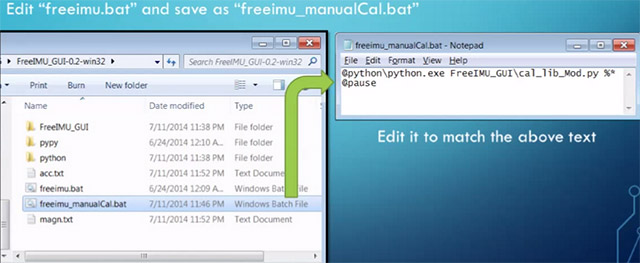 Edit “freeimu.bat” and save as “freeimu_manualCal.bat”
FreeIMU_GUI-0.2-win32
Search FreeIMU_GUI-0.2-win32
Print Burn New folder
Name Date modified Type
FreeIMU_GUI 7/11/2014 11:38 PM File folder
pypy 6/24/2014 12:10 A... File folder
python 7/11/2014 11:38 PM File folder
acc.txt 7/11/2014 11:52 PM Text Document
freeimu.bat 6/24/2014 12:09 A... Windows Batch File
freeimu_manualCal.bat 7/11/2014 11:46 PM Windows Batch File
magn.txt 7/11/2014 11:52 PM Text Document
freeimu_manualCal.bat - Notepad
File Edit Format View Help
@python\python.exe FreeIMU_GUI\cal_lib_Mod.py %*
@pause
Edit it to match the above text